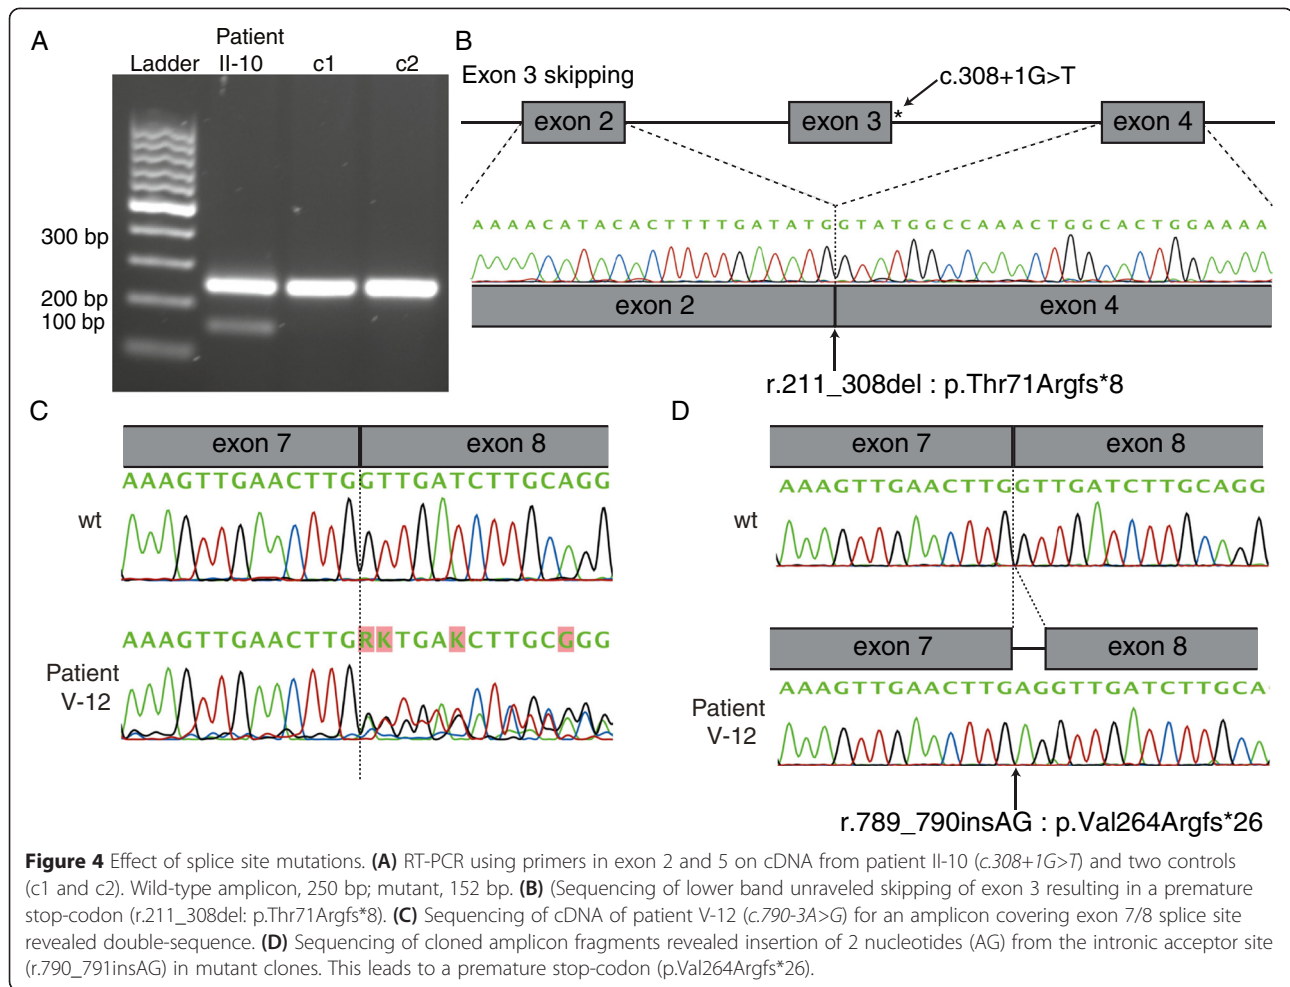 A
Patient
Ladder II-10 c1 c2
300 bp
200 bp
100 bp
B
Exon 3 skipping
c.308+1G>T
exon 2 exon 3 * exon 4
AAAACATACACTTTTGATATGGTATGGCCAAACTGGCACTGGAAAA
exon 2 exon 4
r.211_308del : p.Thr71Argfs*8
C
exon 7 exon 8
AAAGTTGAACTTGGTTGATCTTGCAGG
wt
AAAGTTGAACTTGRKTGAKCTTGCGGG
Patient
V-12
D
exon 7 exon 8
AAAGTTGAACTTGGTTGATCTTGCAGG
wt
exon 7 exon 8
AAAGTTGAACTTGAGGTTGATCTTGCA
Patient
V-12
r.789_790insAG : p.Val264Argfs*26
Figure 4 Effect of splice site mutations. (A) RT-PCR using primers in exon 2 and 5 on cDNA from patient II-10 (c.308+1G>T) and two controls
(c1 and c2). Wild-type amplicon, 250 bp; mutant, 152 bp. (B) (Sequencing of lower band unraveled skipping of exon 3 resulting in a premature
stop-codon (r.211_308del: p.Thr71Argfs*8). (C) Sequencing of cDNA of patient V-12 (c.790-3A>G) for an amplicon covering exon 7/8 splice site
revealed double-sequence. (D) Sequencing of cloned amplicon fragments revealed insertion of 2 nucleotides (AG) from the intronic acceptor site
(r.790_791insAG) in mutant clones. This leads to a premature stop-codon (p.Val264Argfs*26).